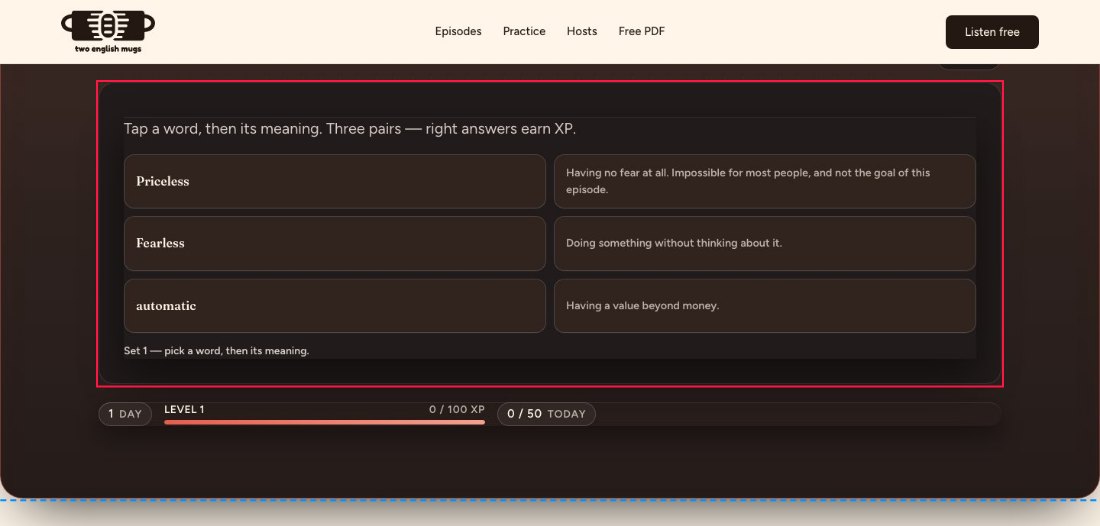 two english mugs
Episodes Practice Hosts Free PDF
Listen free
Tap a word, then its meaning. Three pairs — right answers earn XP.
Priceless
Having no fear at all. Impossible for most people, and not the goal of this
episode.
Fearless
Doing something without thinking about it.
automatic
Having a value beyond money.
Set 1 — pick a word, then its meaning.
1 DAY
LEVEL 1
0 / 100 XP
0 / 50 TODAY